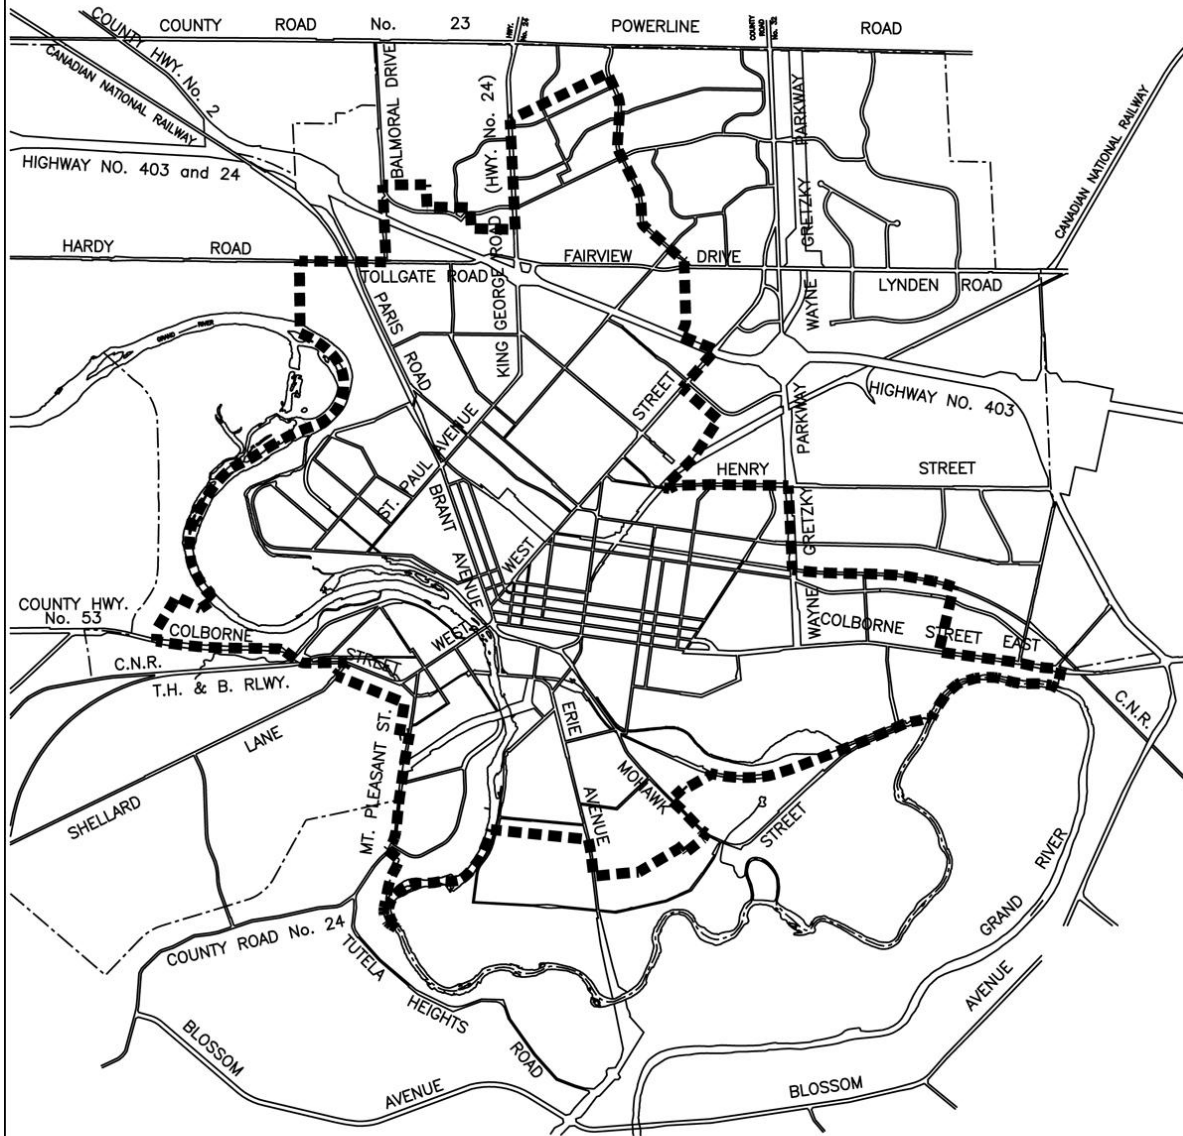 COUNTY ROAD No. 23 POWERLINE ROAD
HWY. No. 24
COUNTY ROAD No. 32
COUNTY HWY. No. 2
CANADIAN NATIONAL RAILWAY
BALMORAL DRIVE
(HWY. No. 24)
PARKWAY
CANADIAN NATIONAL RAILWAY
HIGHWAY NO. 403 and 24
GRETZKY
HARDY ROAD
KING GEORGE ROAD
FAIRVIEW DRIVE
TOLLGATE ROAD
WAYNE
LYNDEN ROAD
GRAND RIVER
PARIS ROAD
STREET
HIGHWAY NO. 403
PARKWAY
ST. PAUL AVENUE
HENRY STREET
BRANT AVENUE
GRETZKY
WEST
WAYNE
COUNTY HWY.
No. 53
COLBORNE
STREET
WEST
COLBORNE STREET EAST
C.N.R.
T.H. & B. RLWY.
C.N.R.
LANE
SHELLARD
MT. PLEASANT ST.
ERIE
AVENUE
MOHAWK
STREET
GRAND
RIVER
COUNTY ROAD No. 24
TUTELA
HEIGHTS
ROAD
AVENUE
BLOSSOM
AVENUE
BLOSSOM